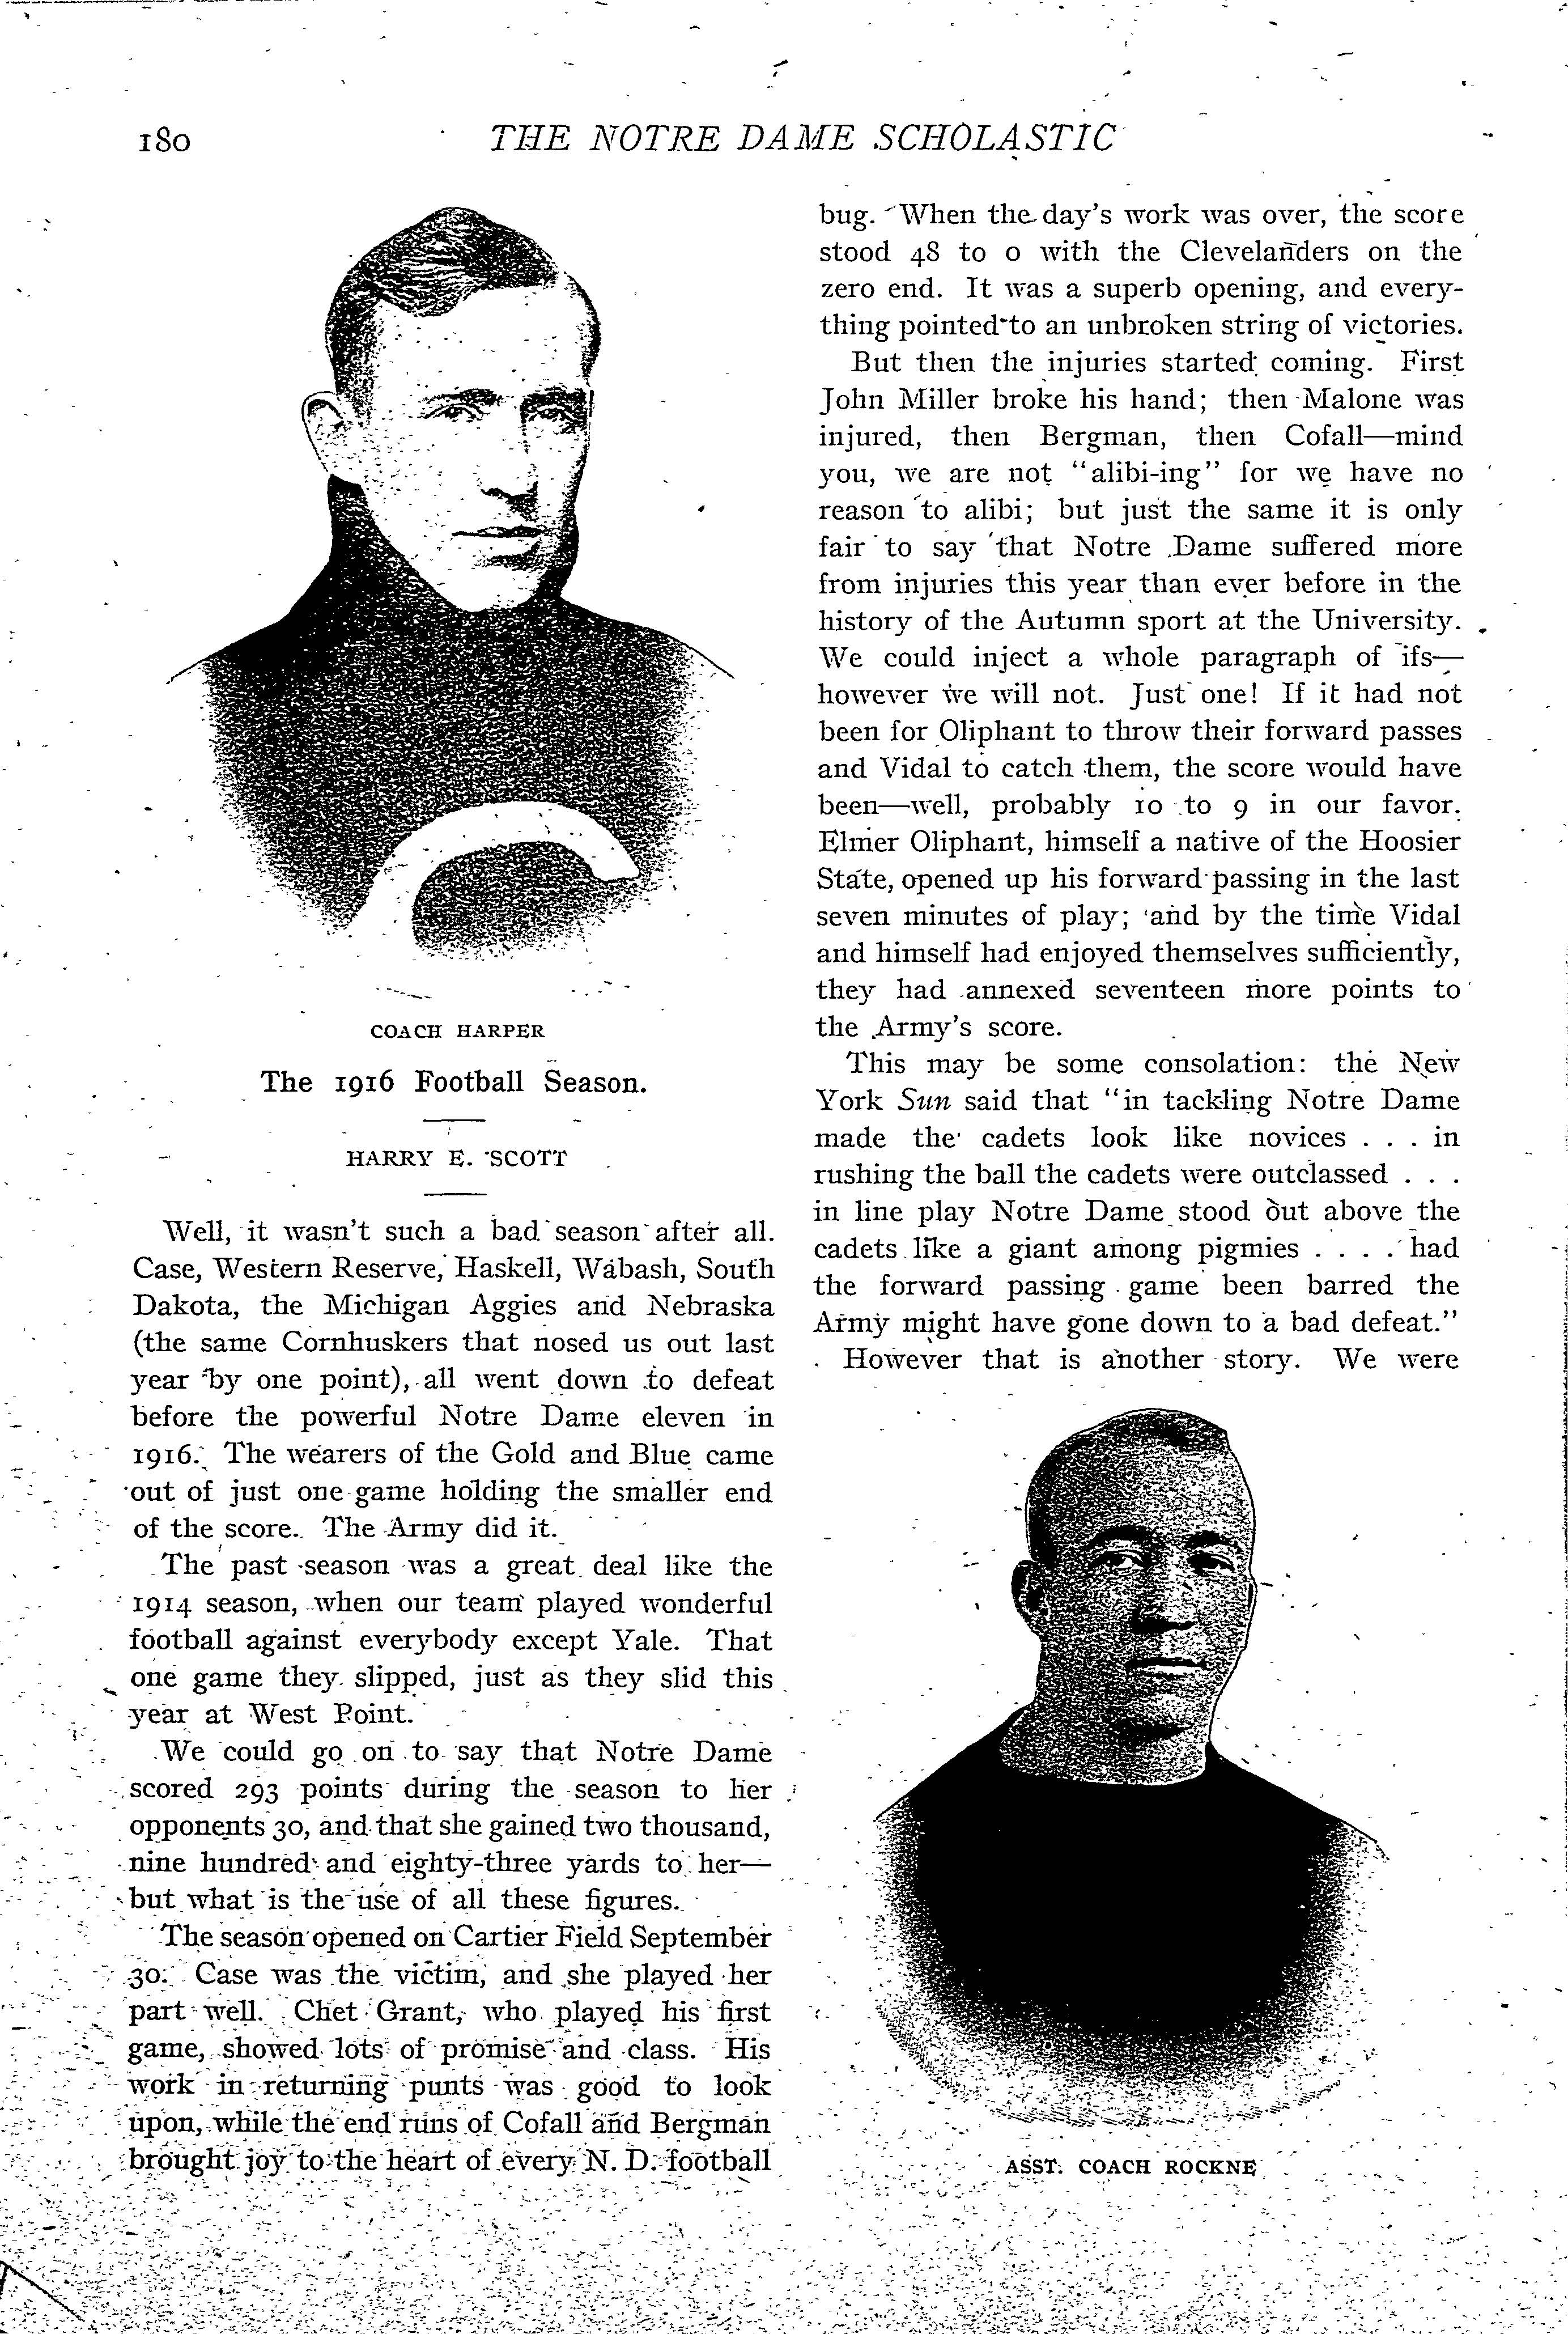 180
THE NOTRE DAME SCHOLASTIC
COACH HARPER
The 1916 Football Season.
HARRY E. SCOTT
Well, it wasn't such a bad season after all.
Case, Western Reserve, Haskell, Wabash, South
Dakota, the Michigan Aggies and Nebraska
(the same Cornhuskers that nosed us out last
year by one point), all went down to defeat
before the powerful Notre Dame eleven in
1916. The wearers of the Gold and Blue came
out of just one game holding the smaller end
of the score. The Army did it.
The past season was a great deal like the
1914 season, when our team played wonderful
football against everybody except Yale. That
one game they slipped, just as they slid this
year at West Point.
We could go on to say that Notre Dame
scored 293 points during the season to her
opponents 30, and that she gained two thousand,
nine hundred and eighty-three yards to her—
but what is the use of all these figures.
The season opened on Cartier Field September
30. Case was the victim, and she played her
part well. Chet Grant, who played his first
game, showed lots of promise and class. His
work in returning punts was good to look
upon, while the end runs of Cofall and Bergman
brought joy to the heart of every N. D. football
bug. When the day's work was over, the score
stood 48 to 0 with the Clevelanders on the
zero end. It was a superb opening, and every-
thing pointed to an unbroken string of victories.
But then the injuries started coming. First
John Miller broke his hand; then Malone was
injured, then Bergman, then Cofall—mind
you, we are not "alibi-ing" for we have no
reason to alibi; but just the same it is only
fair to say that Notre Dame suffered more
from injuries this year than ever before in the
history of the Autumn sport at the University.
We could inject a whole paragraph of ifs—
however we will not. Just one! If it had not
been for Oliphant to throw their forward passes
and Vidal to catch them, the score would have
been—well, probably 10 to 9 in our favor.
Elmer Oliphant, himself a native of the Hoosier
State, opened up his forward passing in the last
seven minutes of play; and by the time Vidal
and himself had enjoyed themselves sufficiently,
they had annexed seventeen more points to
the Army's score.
This may be some consolation: the New
York Sun said that "in tackling Notre Dame
made the cadets look like novices . . . in
rushing the ball the cadets were outclassed . . .
in line play Notre Dame stood out above the
cadets like a giant among pigmies . . . . had
the forward passing game been barred the
Army might have gone down to a bad defeat."
However that is another story. We were
ASST. COACH ROCKNE